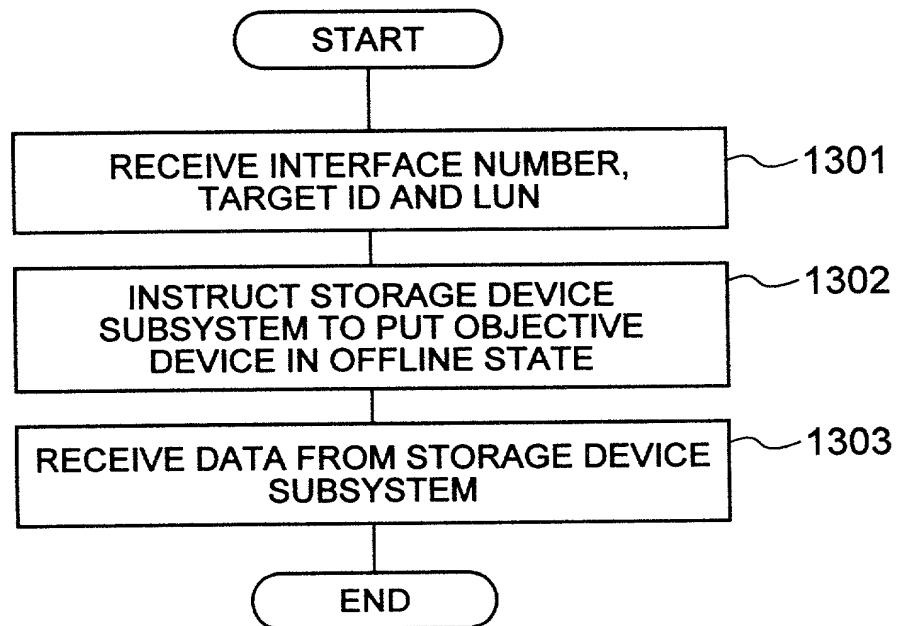 START
RECEIVE INTERFACE NUMBER,
TARGET ID AND LUN
1301
INSTRUCT STORAGE DEVICE
SUBSYSTEM TO PUT OBJECTIVE
DEVICE IN OFFLINE STATE
1302
RECEIVE DATA FROM STORAGE DEVICE
SUBSYSTEM
1303
END